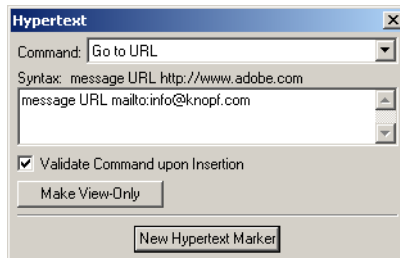 Hypertext
Command: Go to URL
Syntax: message URL http://www.adobe.com
message URL mailto:info@knopf.com
Validate Command upon Insertion
Make View-Only
New Hypertext Marker